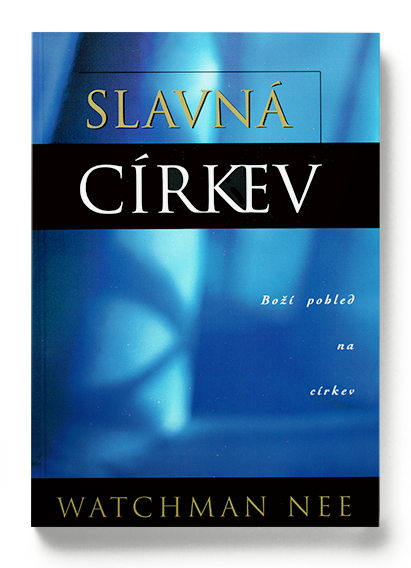 SLAVNÁ
CÍRKEV
Boží pohled
na
církev
WATCHMAN NEE